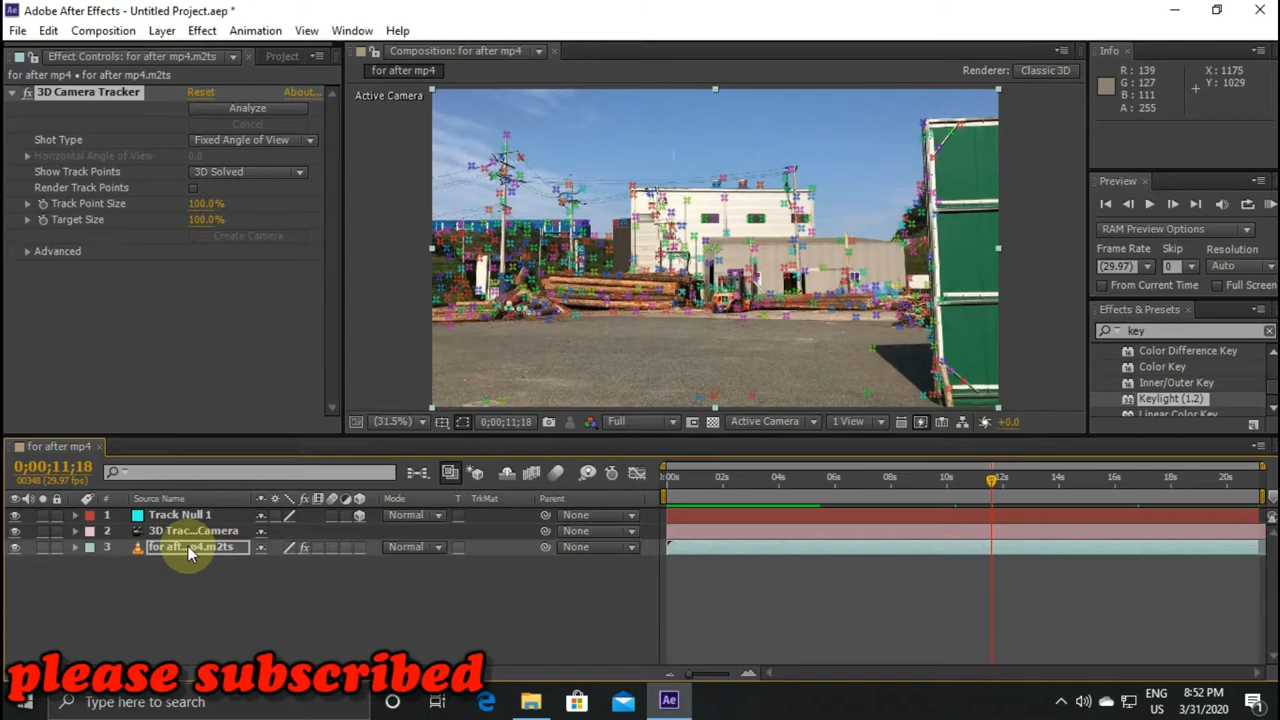 Adobe After Effects - Untitled Project.aep *
File Edit Composition Layer Effect Animation View Window Help
Effect Controls: for after mp4.m2ts Project
for after mp4 • for after mp4.m2ts
3D Camera Tracker Reset About...
Analyze
Cancel
Shot Type Fixed Angle of View
Horizontal Angle of View 0.0
Show Track Points 3D Solved
Render Track Points
Track Point Size 100.0%
Target Size 100.0%
Create Camera
Advanced
Composition: for after mp4
for after mp4
Renderer: Classic 3D
Active Camera
(31.5%) 0;00;11;18 Full Active Camera 1 View +0.0
Info
R: 139 X: 1175
G: 127 Y: 1029
B: 111
A: 255
Preview
RAM Preview Options
Frame Rate Skip Resolution
(29.97) 0 Auto
From Current Time Full Screen
Effects & Presets
key
Color Difference Key
Color Key
Inner/Outer Key
Keylight (1.2)
Linear Color Key
for after mp4
0;00;11;18
00348 (29.97 fps)
:00s 02s 04s 06s 08s 10s 12s 14s 16s 18s 20s
# Source Name Mode T TrkMat Parent
1 Track Null 1 Normal None
2 3D Trac...Camera None
3 for aft...p4.m2ts Normal None
please subscribed
Type here to search
Ae
ENG
US
8:52 PM
3/31/2020
1